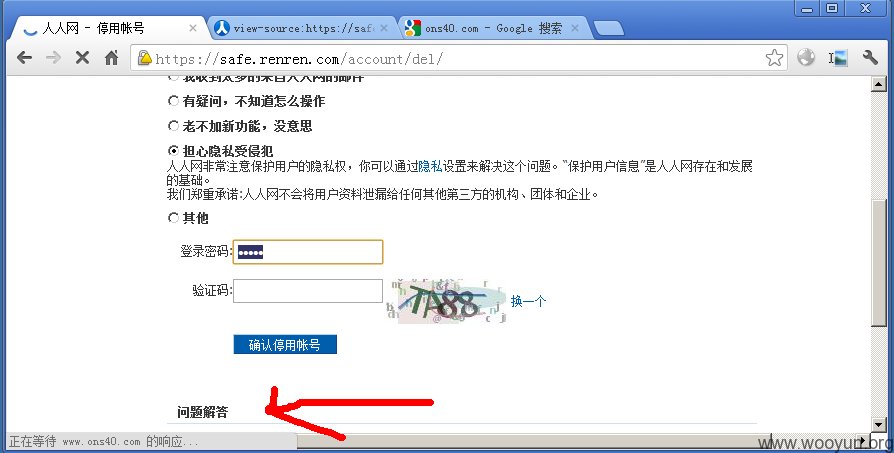 人人网 - 停用帐号
view-source:https://safe
ons40.com - Google 搜索
https://safe.renren.com/account/del/
我收到太多的来自人人网的邮件
有疑问，不知道怎么操作
老不加新功能，没意思
担心隐私受侵犯
人人网非常注意保护用户的隐私权，你可以通过隐私设置来解决这个问题。“保护用户信息”是人人网存在和发展
的基础。
我们郑重承诺:人人网不会将用户资料泄漏给任何其他第三方的机构、团体和企业。
其他
登录密码:
验证码:
TA88
换一个
确认停用帐号
问题解答
正在等待 www.ons40.com 的响应...
www.wooyun.org